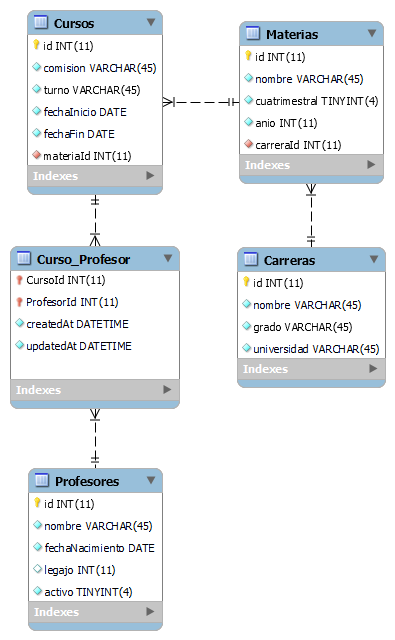 Cursos
id INT(11)
comision VARCHAR(45)
turno VARCHAR(45)
fechaInicio DATE
fechaFin DATE
materiaId INT(11)
Indexes
Materias
id INT(11)
nombre VARCHAR(45)
cuatrimestral TINYINT(4)
anio INT(11)
carreraId INT(11)
Indexes
Curso_Profesor
CursoId INT(11)
ProfesorId INT(11)
createdAt DATETIME
updatedAt DATETIME
Indexes
Carreras
id INT(11)
nombre VARCHAR(45)
grado VARCHAR(45)
universidad VARCHAR(45)
Indexes
Profesores
id INT(11)
nombre VARCHAR(45)
fechaNacimiento DATE
legajo INT(11)
activo TINYINT(4)
Indexes